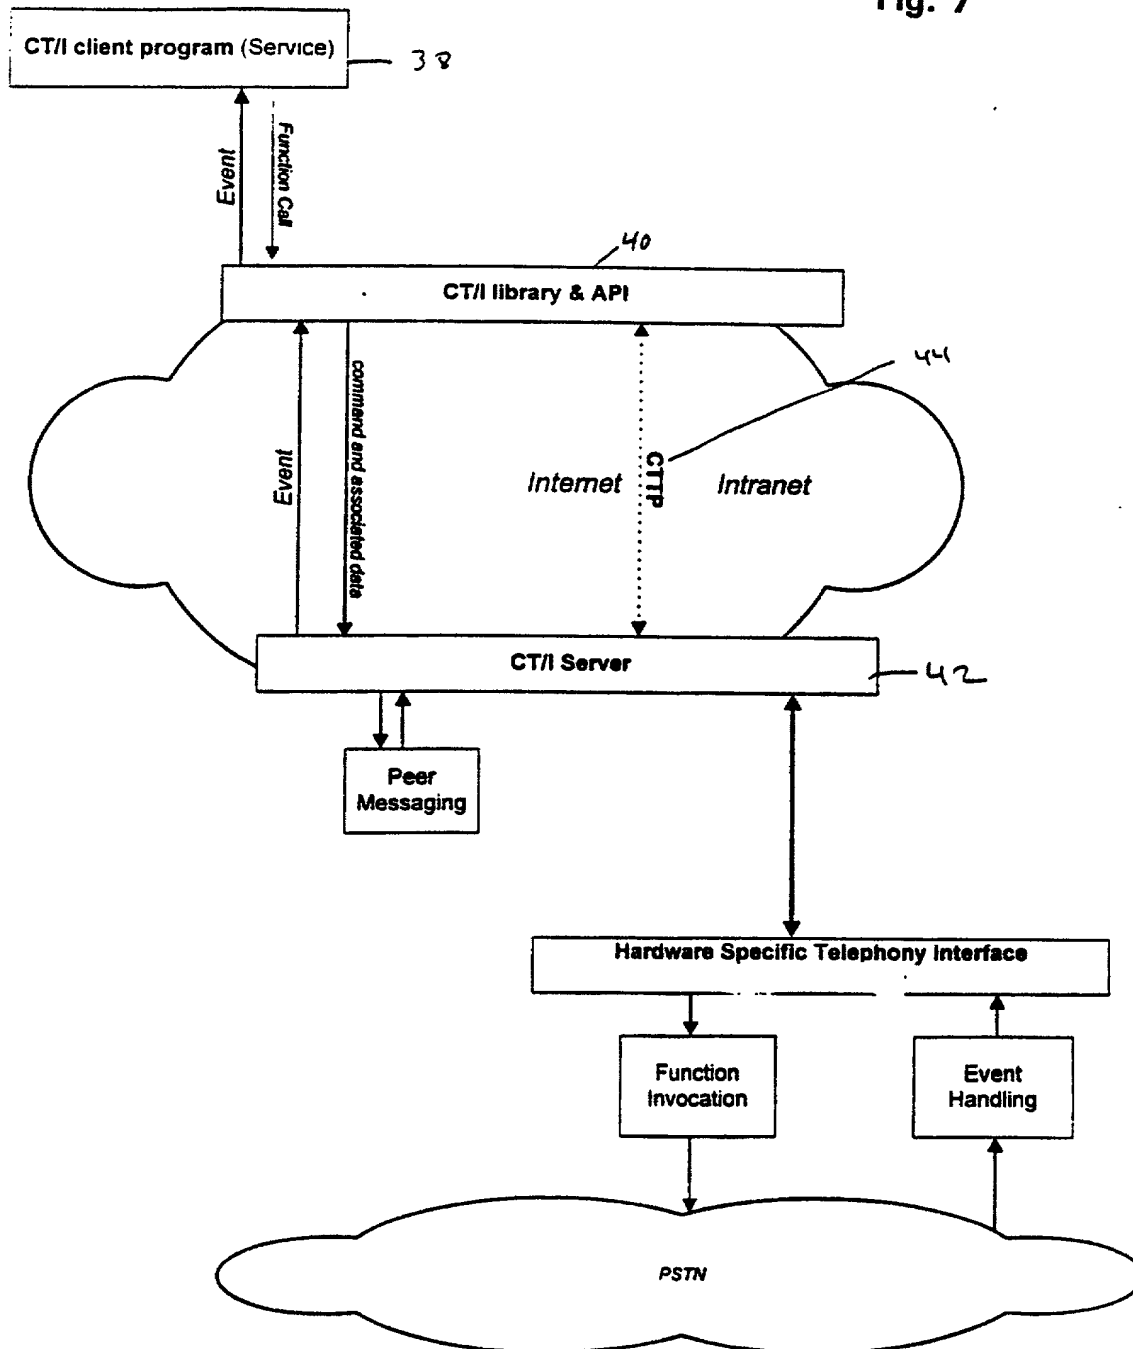 Fig. 7
CT/I client program (Service)
38
Event
Function Call
40
CT/I library & API
44
Event
command and associated data
Internet
CTTP
Intranet
CT/I Server
42
Peer
Messaging
Hardware Specific Telephony Interface
Function
Invocation
Event
Handling
PSTN